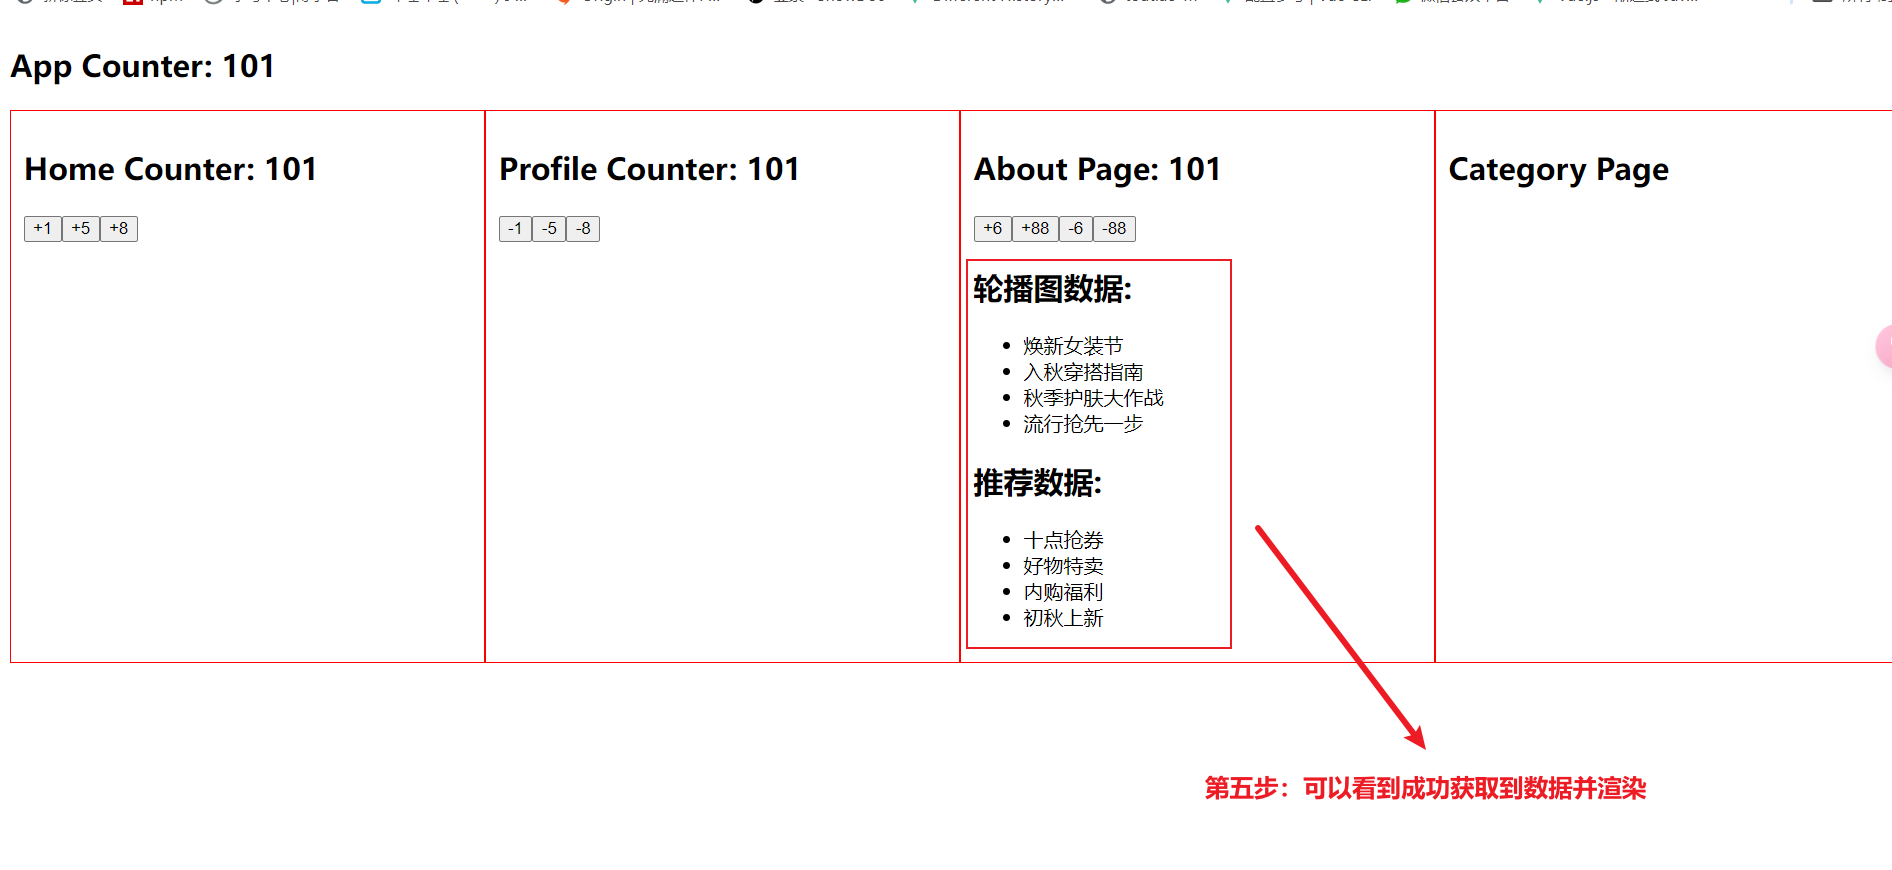 App Counter: 101
Home Counter: 101
+1 +5 +8
Profile Counter: 101
-1 -5 -8
About Page: 101
+6 +88 -6 -88
轮播图数据:
焕新女装节
入秋穿搭指南
秋季护肤大作战
流行抢先一步
推荐数据:
十点抢券
好物特卖
内购福利
初秋上新
Category Page
第五步：可以看到成功获取到数据并渲染